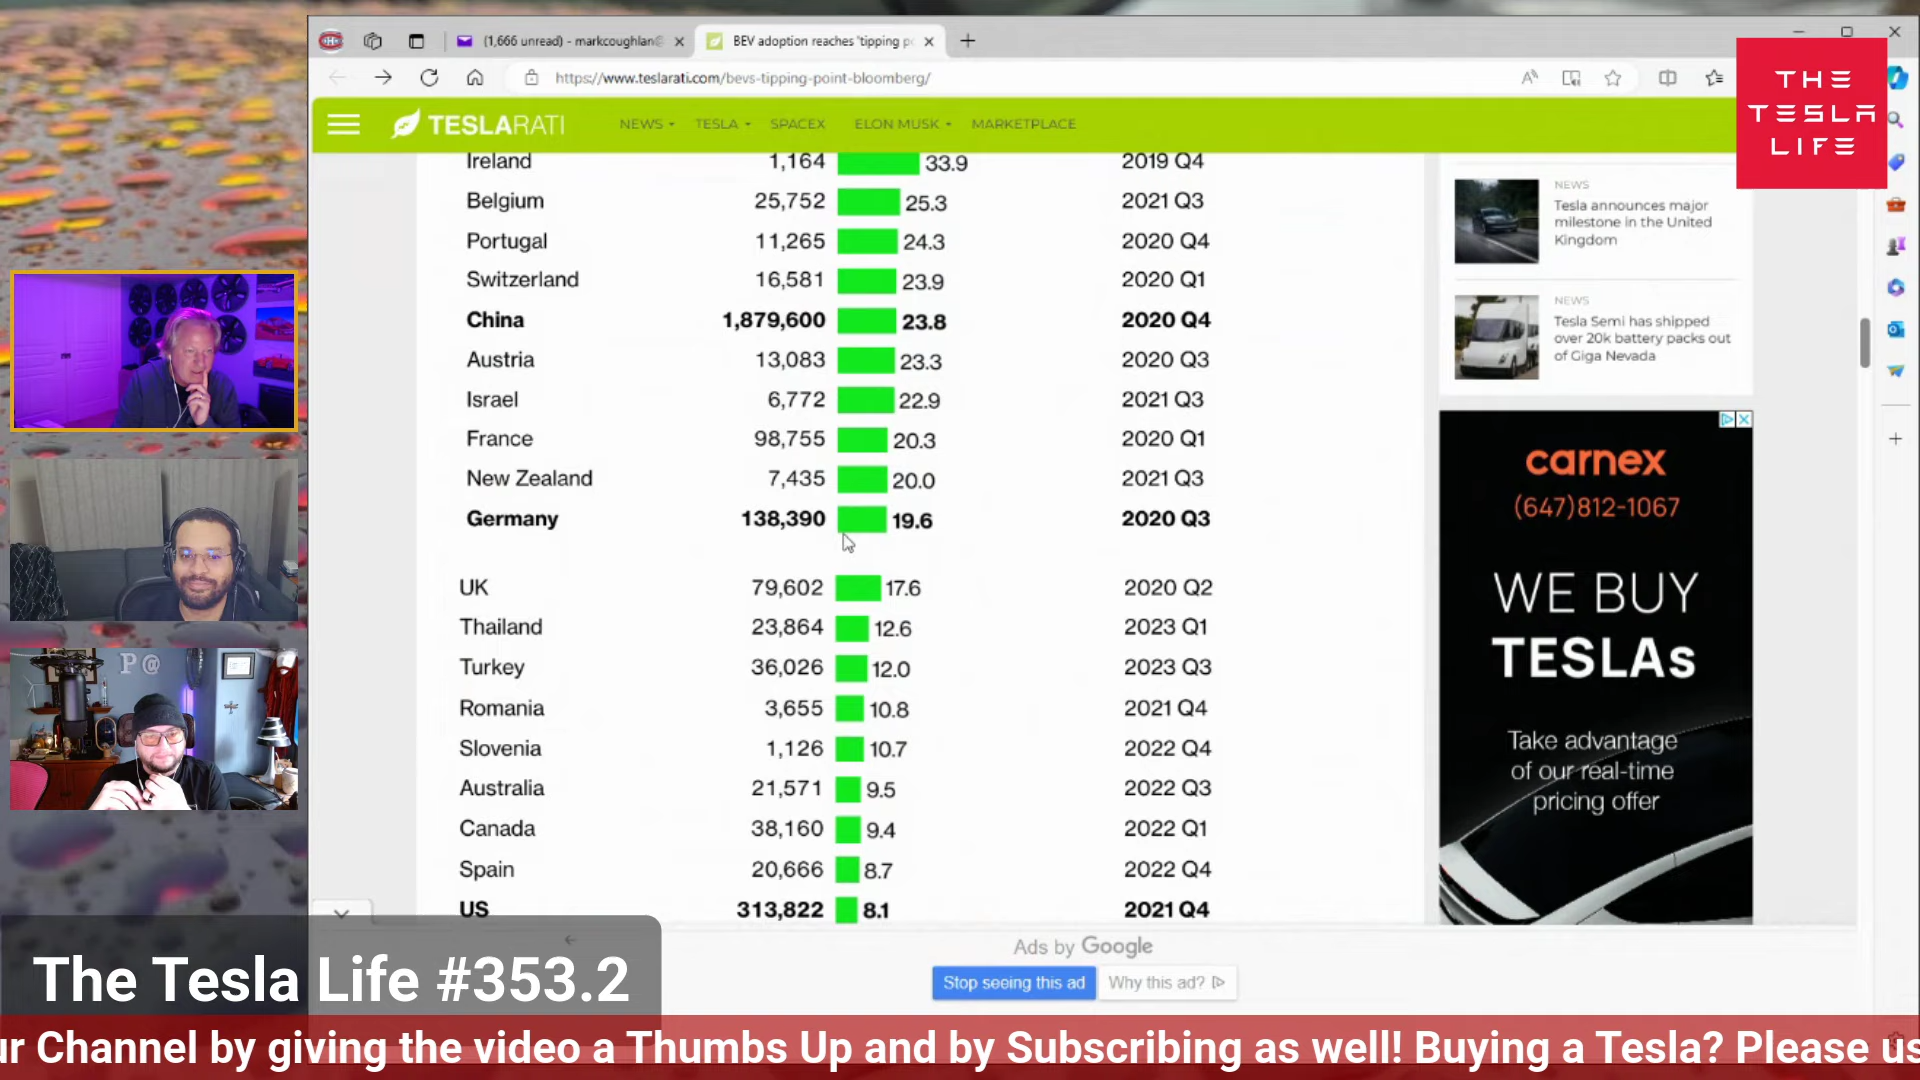 (1,666 unread) - markcoughlan@
BEV adoption reaches 'tipping po
https://www.teslarati.com/bevs-tipping-point-bloomberg/
TESLARATI
NEWS TESLA SPACEX ELON MUSK MARKETPLACE
THE
TESLA
LIFE
Ireland 1,164 33.9 2019 Q4
Belgium 25,752 25.3 2021 Q3
Portugal 11,265 24.3 2020 Q4
Switzerland 16,581 23.9 2020 Q1
China 1,879,600 23.8 2020 Q4
Austria 13,083 23.3 2020 Q3
Israel 6,772 22.9 2021 Q3
France 98,755 20.3 2020 Q1
New Zealand 7,435 20.0 2021 Q3
Germany 138,390 19.6 2020 Q3
UK 79,602 17.6 2020 Q2
Thailand 23,864 12.6 2023 Q1
Turkey 36,026 12.0 2023 Q3
Romania 3,655 10.8 2021 Q4
Slovenia 1,126 10.7 2022 Q4
Australia 21,571 9.5 2022 Q3
Canada 38,160 9.4 2022 Q1
Spain 20,666 8.7 2022 Q4
US 313,822 8.1 2021 Q4
NEWS
Tesla announces major
milestone in the United
Kingdom
NEWS
Tesla Semi has shipped
over 20k battery packs out
of Giga Nevada
carnex
(647)812-1067
WE BUY
TESLAs
Take advantage
of our real-time
pricing offer
P@
Ads by Google
Stop seeing this ad
Why this ad?
The Tesla Life #353.2
ur Channel by giving the video a Thumbs Up and by Subscribing as well! Buying a Tesla? Please us